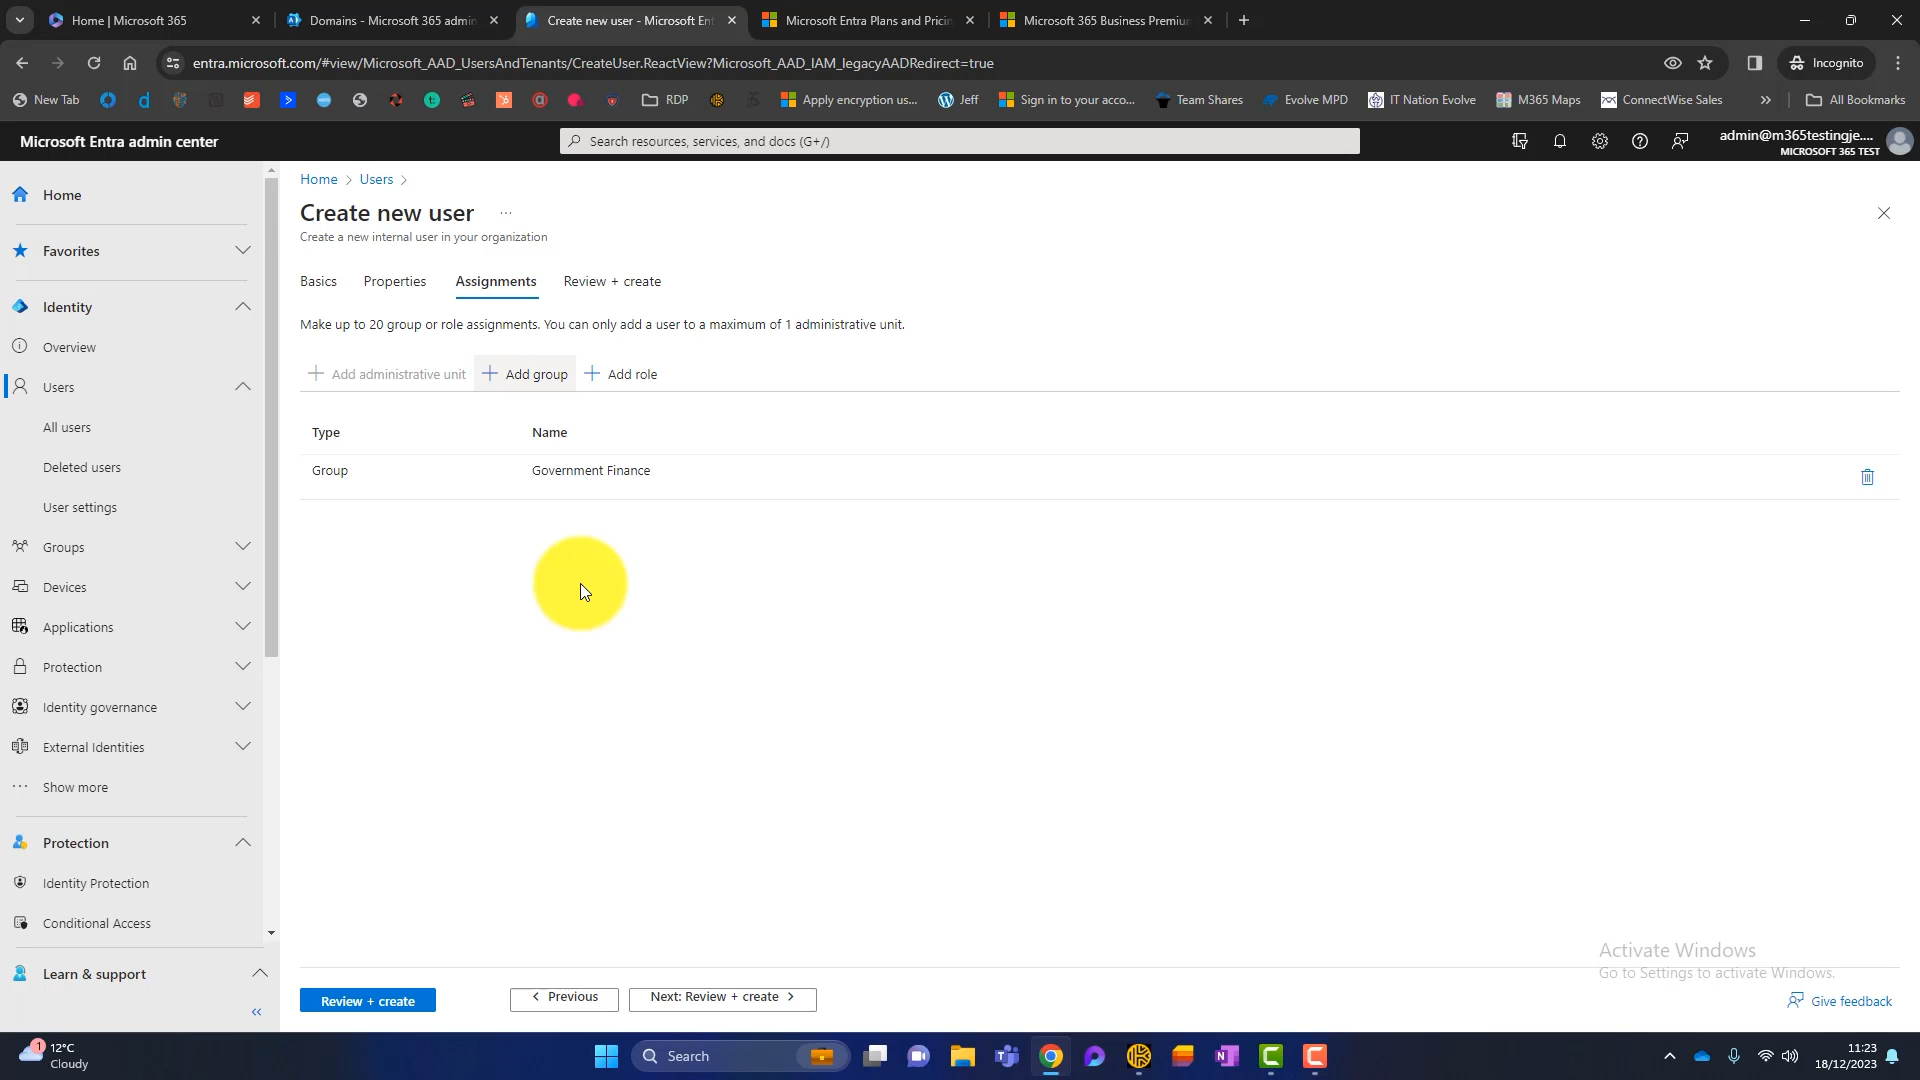 Home | Microsoft 365
Domains - Microsoft 365 admin
Create new user - Microsoft Ent
Microsoft Entra Plans and Pricin
Microsoft 365 Business Premium
entra.microsoft.com/#view/Microsoft_AAD_UsersAndTenants/CreateUser.ReactView?Microsoft_AAD_IAM_legacyAADRedirect=true
Incognito
New Tab
RDP
Apply encryption us...
Jeff
Sign in to your acco...
Team Shares
Evolve MPD
IT Nation Evolve
M365 Maps
ConnectWise Sales
All Bookmarks
Microsoft Entra admin center
Search resources, services, and docs (G+/)
admin@m365testingje....
MICROSOFT 365 TEST
Home
Favorites
Identity
Overview
Users
All users
Deleted users
User settings
Groups
Devices
Applications
Protection
Identity governance
External Identities
Show more
Protection
Identity Protection
Conditional Access
Learn & support
Home > Users >
Create new user ...
Create a new internal user in your organization
Basics Properties Assignments Review + create
Make up to 20 group or role assignments. You can only add a user to a maximum of 1 administrative unit.
Add administrative unit Add group Add role
Type Name
Group Government Finance
Activate Windows
Go to Settings to activate Windows.
Review + create
< Previous
Next: Review + create >
Give feedback
1
12°C
Cloudy
Search
11:23
18/12/2023